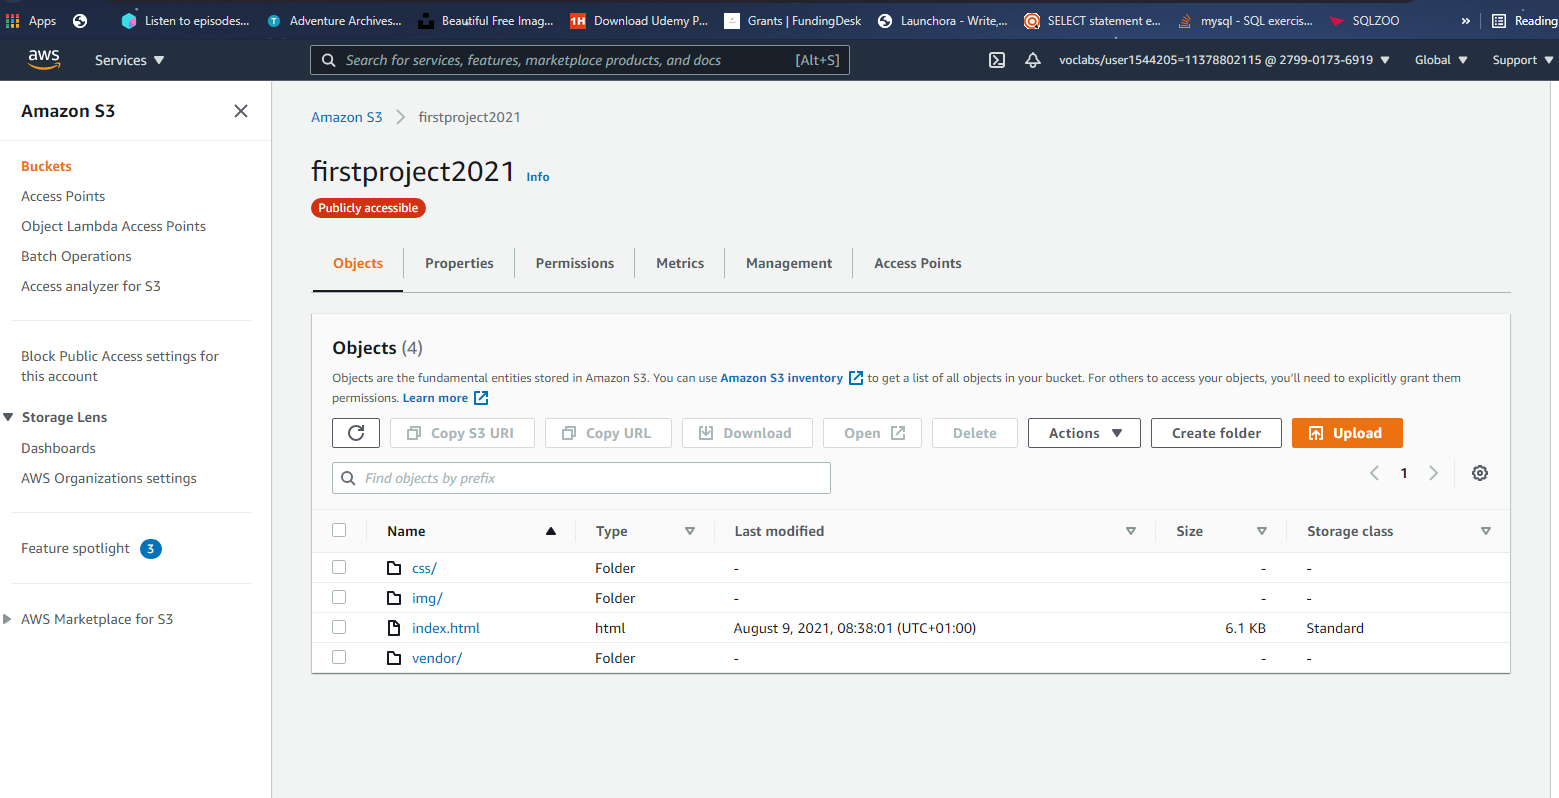 Apps Listen to episodes... Adventure Archives... Beautiful Free Imag... Download Udemy P... Grants | FundingDesk Launchora - Write,... SELECT statement e... mysql - SQL exercis... SQLZOO » Reading
aws Services Search for services, features, marketplace products, and docs [Alt+S] voclabs/user1544205=11378802115 @ 2799-0173-6919 Global Support
Amazon S3
Buckets
Access Points
Object Lambda Access Points
Batch Operations
Access analyzer for S3
Block Public Access settings for
this account
Storage Lens
Dashboards
AWS Organizations settings
Feature spotlight 3
AWS Marketplace for S3
Amazon S3 firstproject2021
firstproject2021 Info
Publicly accessible
Objects Properties Permissions Metrics Management Access Points
Objects (4)
Objects are the fundamental entities stored in Amazon S3. You can use Amazon S3 inventory to get a list of all objects in your bucket. For others to access your objects, you'll need to explicitly grant them
permissions. Learn more
Copy S3 URI Copy URL Download Open Delete Actions Create folder Upload
Find objects by prefix 1
Name Type Last modified Size Storage class
css/ Folder - - -
img/ Folder - - -
index.html html August 9, 2021, 08:38:01 (UTC+01:00) 6.1 KB Standard
vendor/ Folder - - -